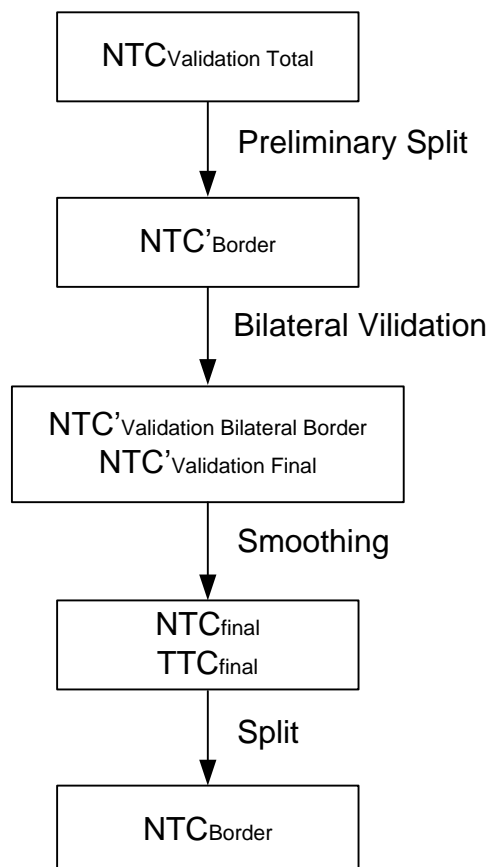 NTCValidation Total
Preliminary Split
NTC’Border
Bilateral Vilidation
NTC’Validation Bilateral Border
NTC’Validation Final
Smoothing
NTCfinal
TTCfinal
Split
NTCBorder